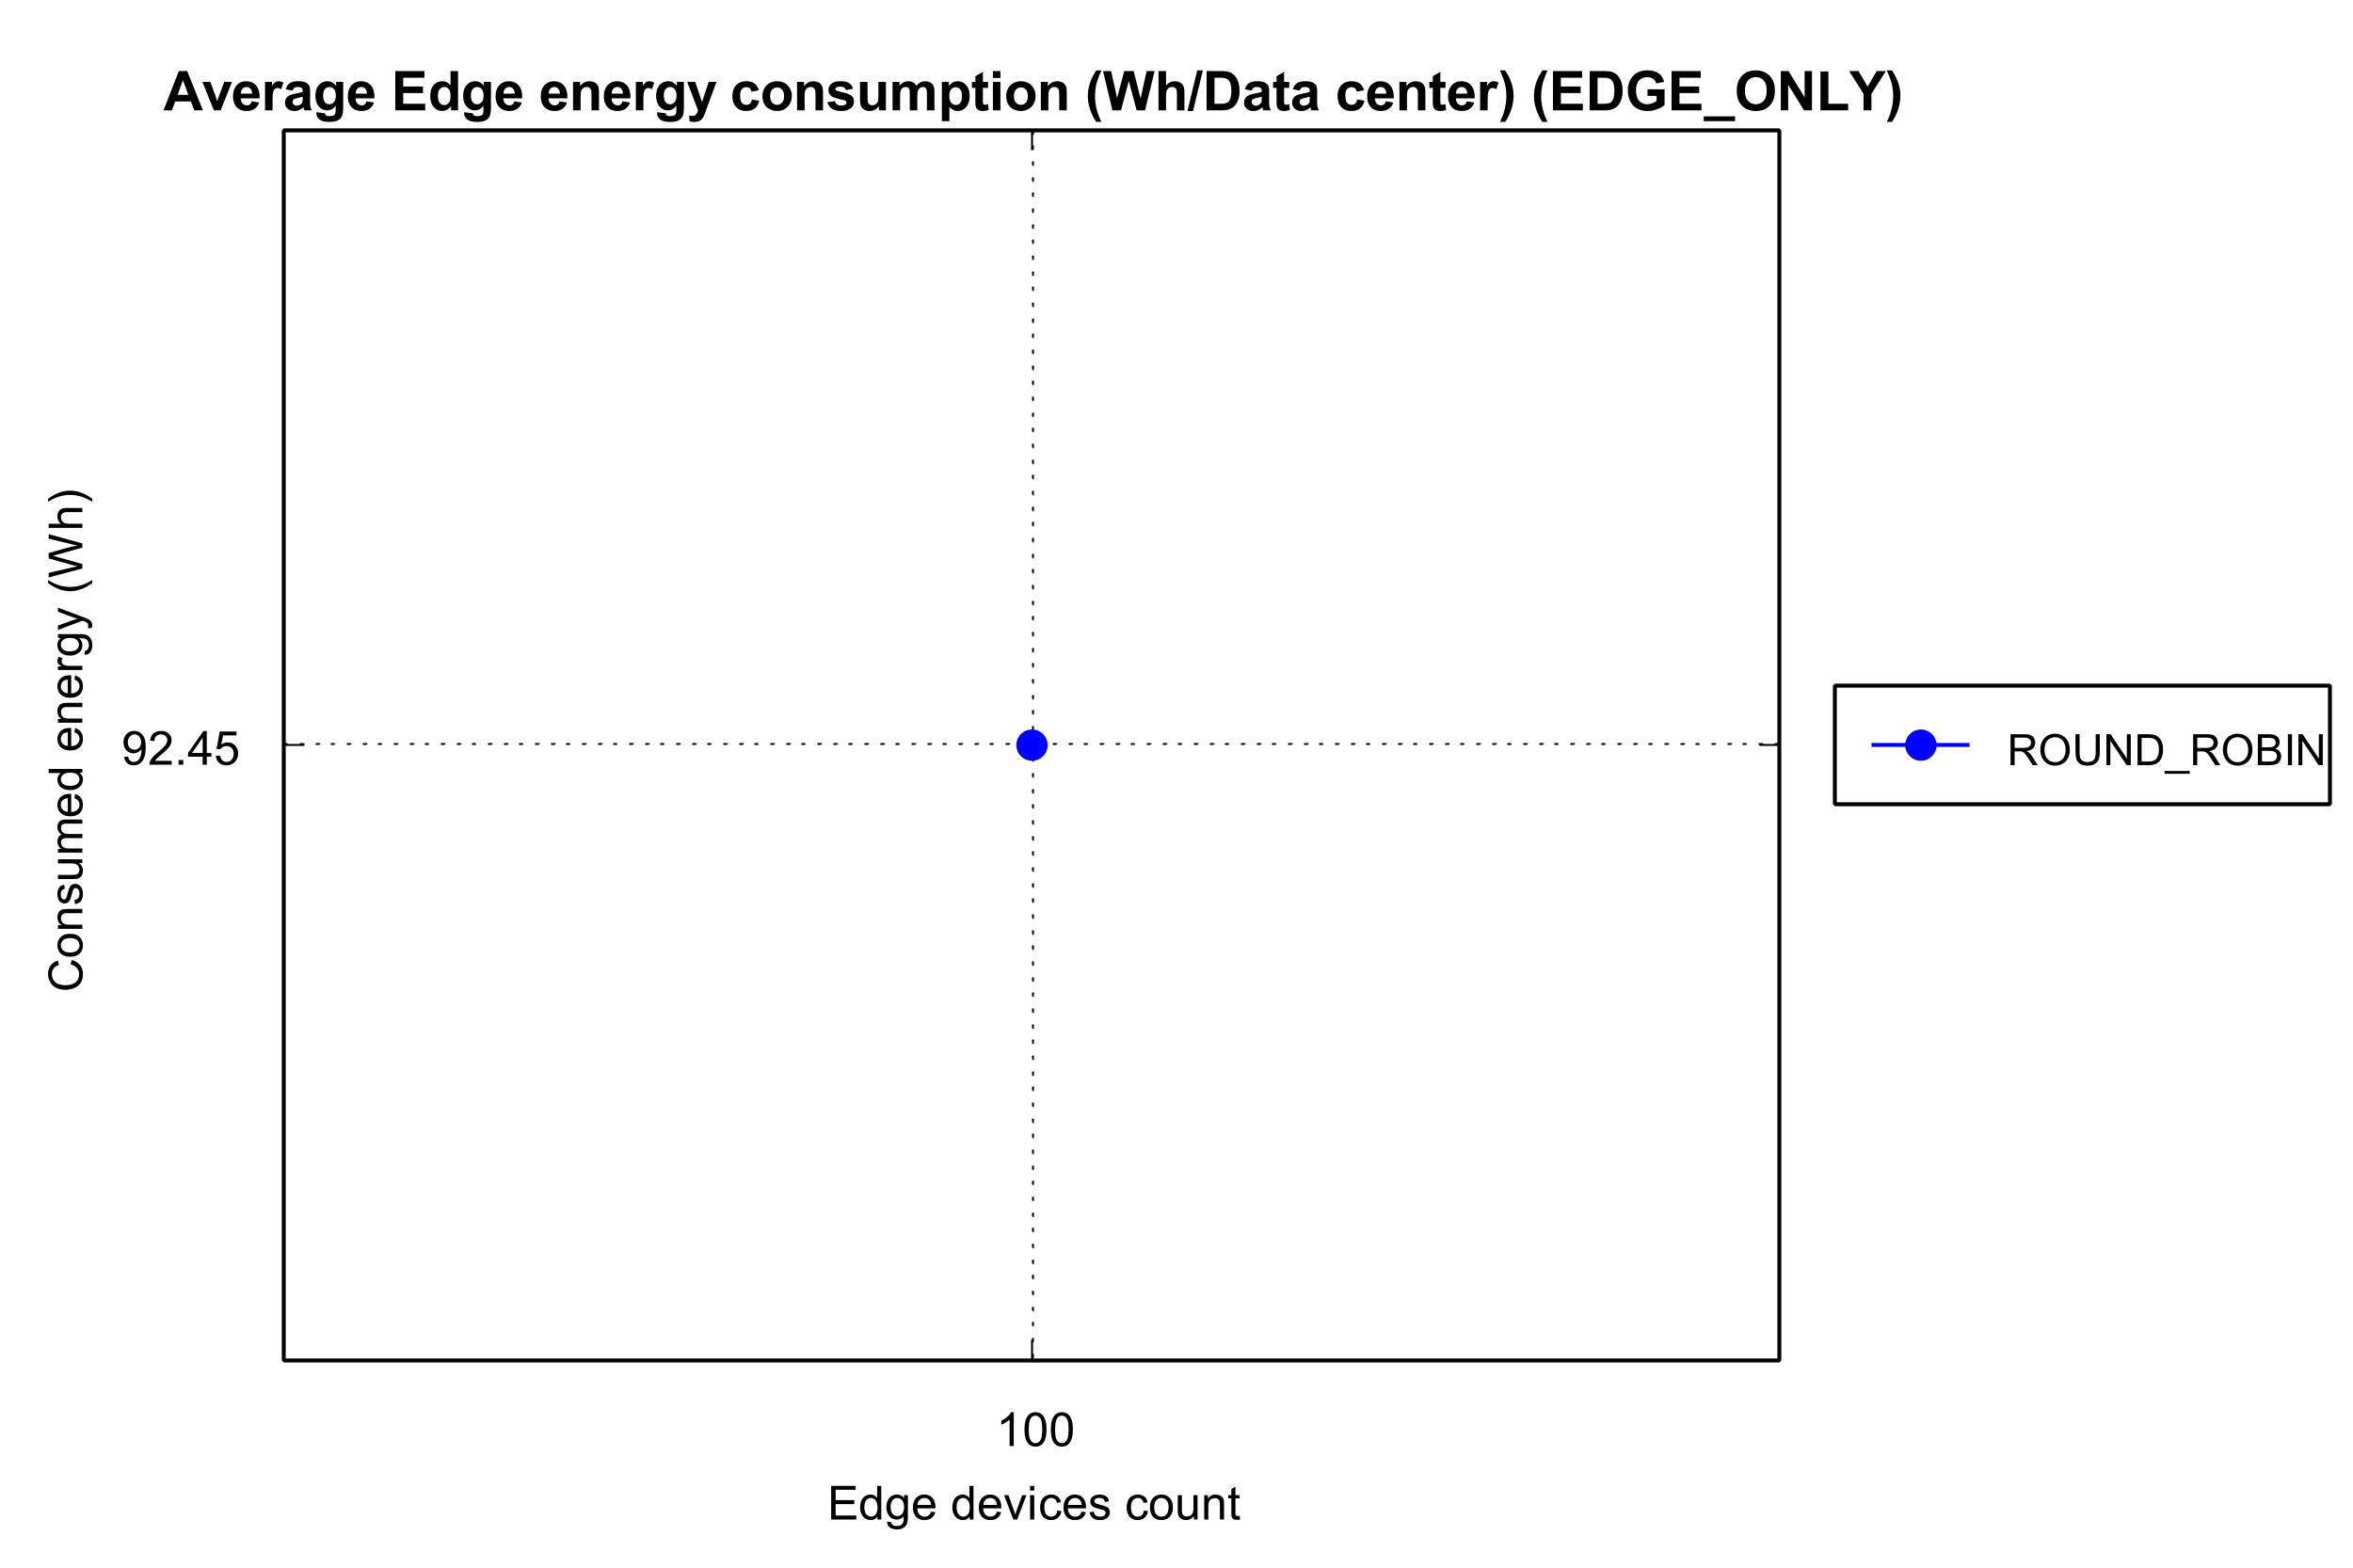 Average Edge energy consumption (Wh/Data center) (EDGE_ONLY)
Consumed energy (Wh)
92.45
ROUND_ROBIN
100
Edge devices count